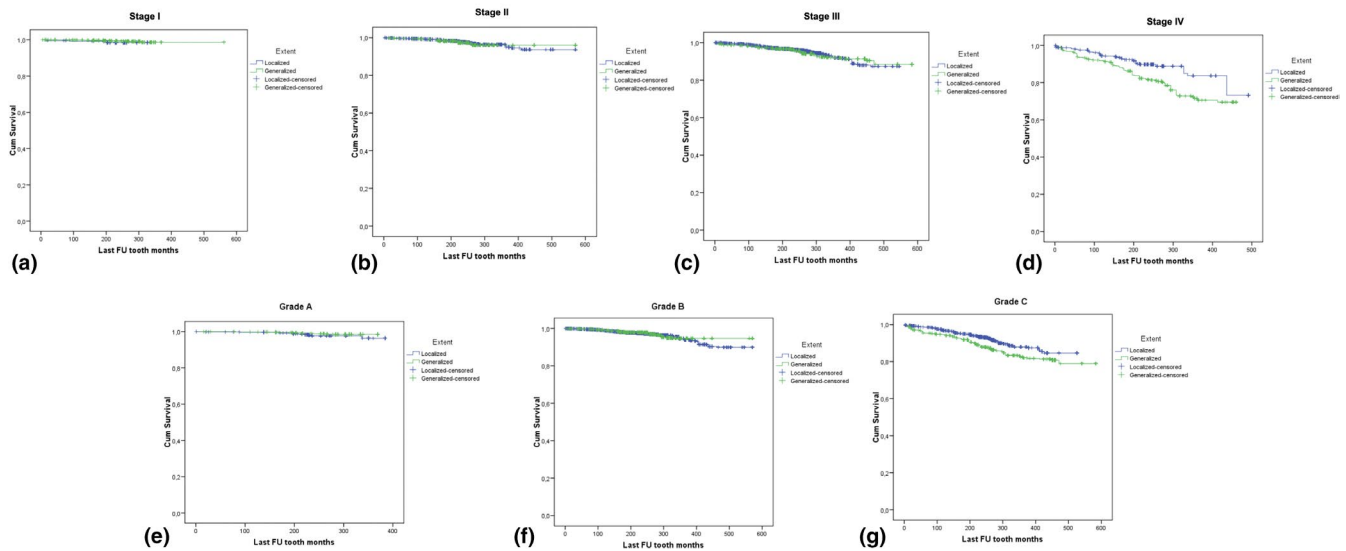 Stage I
Cum Survival
1,0
0,8
0,6
0,4
0,2
0,0
0 100 200 300 400 500 600
Last FU tooth months
Extent
Localized
Generalized
Localized-censored
Generalized-censored
(a)
Stage II
Cum Survival
1,0
0,8
0,6
0,4
0,2
0,0
0 100 200 300 400 500 600
Last FU tooth months
Extent
Localized
Generalized
Localized-censored
Generalized-censored
(b)
Stage III
Cum Survival
1,0
0,8
0,6
0,4
0,2
0,0
0 100 200 300 400 500 600
Last FU tooth months
Extent
Localized
Generalized
Localized-censored
Generalized-censored
(c)
Stage IV
Cum Survival
1,0
0,8
0,6
0,4
0,2
0,0
0 100 200 300 400 500
Last FU tooth months
Extent
Localized
Generalized
Localized-censored
Generalized-censored
(d)
Grade A
Cum Survival
1,0
0,8
0,6
0,4
0,2
0,0
0 100 200 300 400
Last FU tooth months
Extent
Localized
Generalized
Localized-censored
Generalized-censored
(e)
Grade B
Cum Survival
1,0
0,8
0,6
0,4
0,2
0,0
0 100 200 300 400 500 600
Last FU tooth months
Extent
Localized
Generalized
Localized-censored
Generalized-censored
(f)
Grade C
Cum Survival
1,0
0,8
0,6
0,4
0,2
0,0
0 100 200 300 400 500 600
Last FU tooth months
Extent
Localized
Generalized
Localized-censored
Generalized-censored
(g)